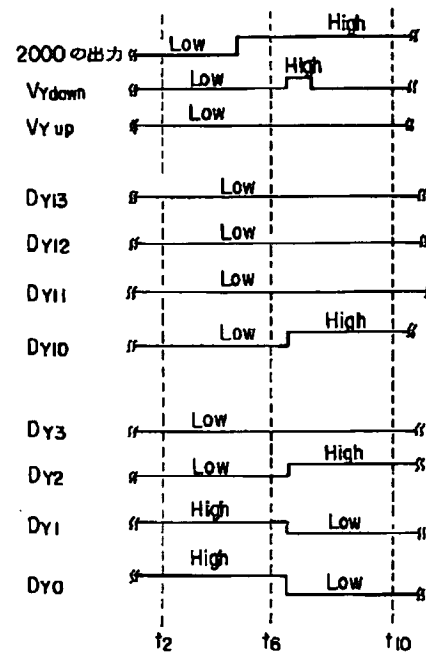 High
Low
2000の出力
High
Low
VYdown
Low
VY up
Low
DY13
Low
DY12
Low
DY11
High
Low
DY10
Low
DY3
High
Low
DY2
High
Low
DY1
High
Low
DY0
t2 t6 t10